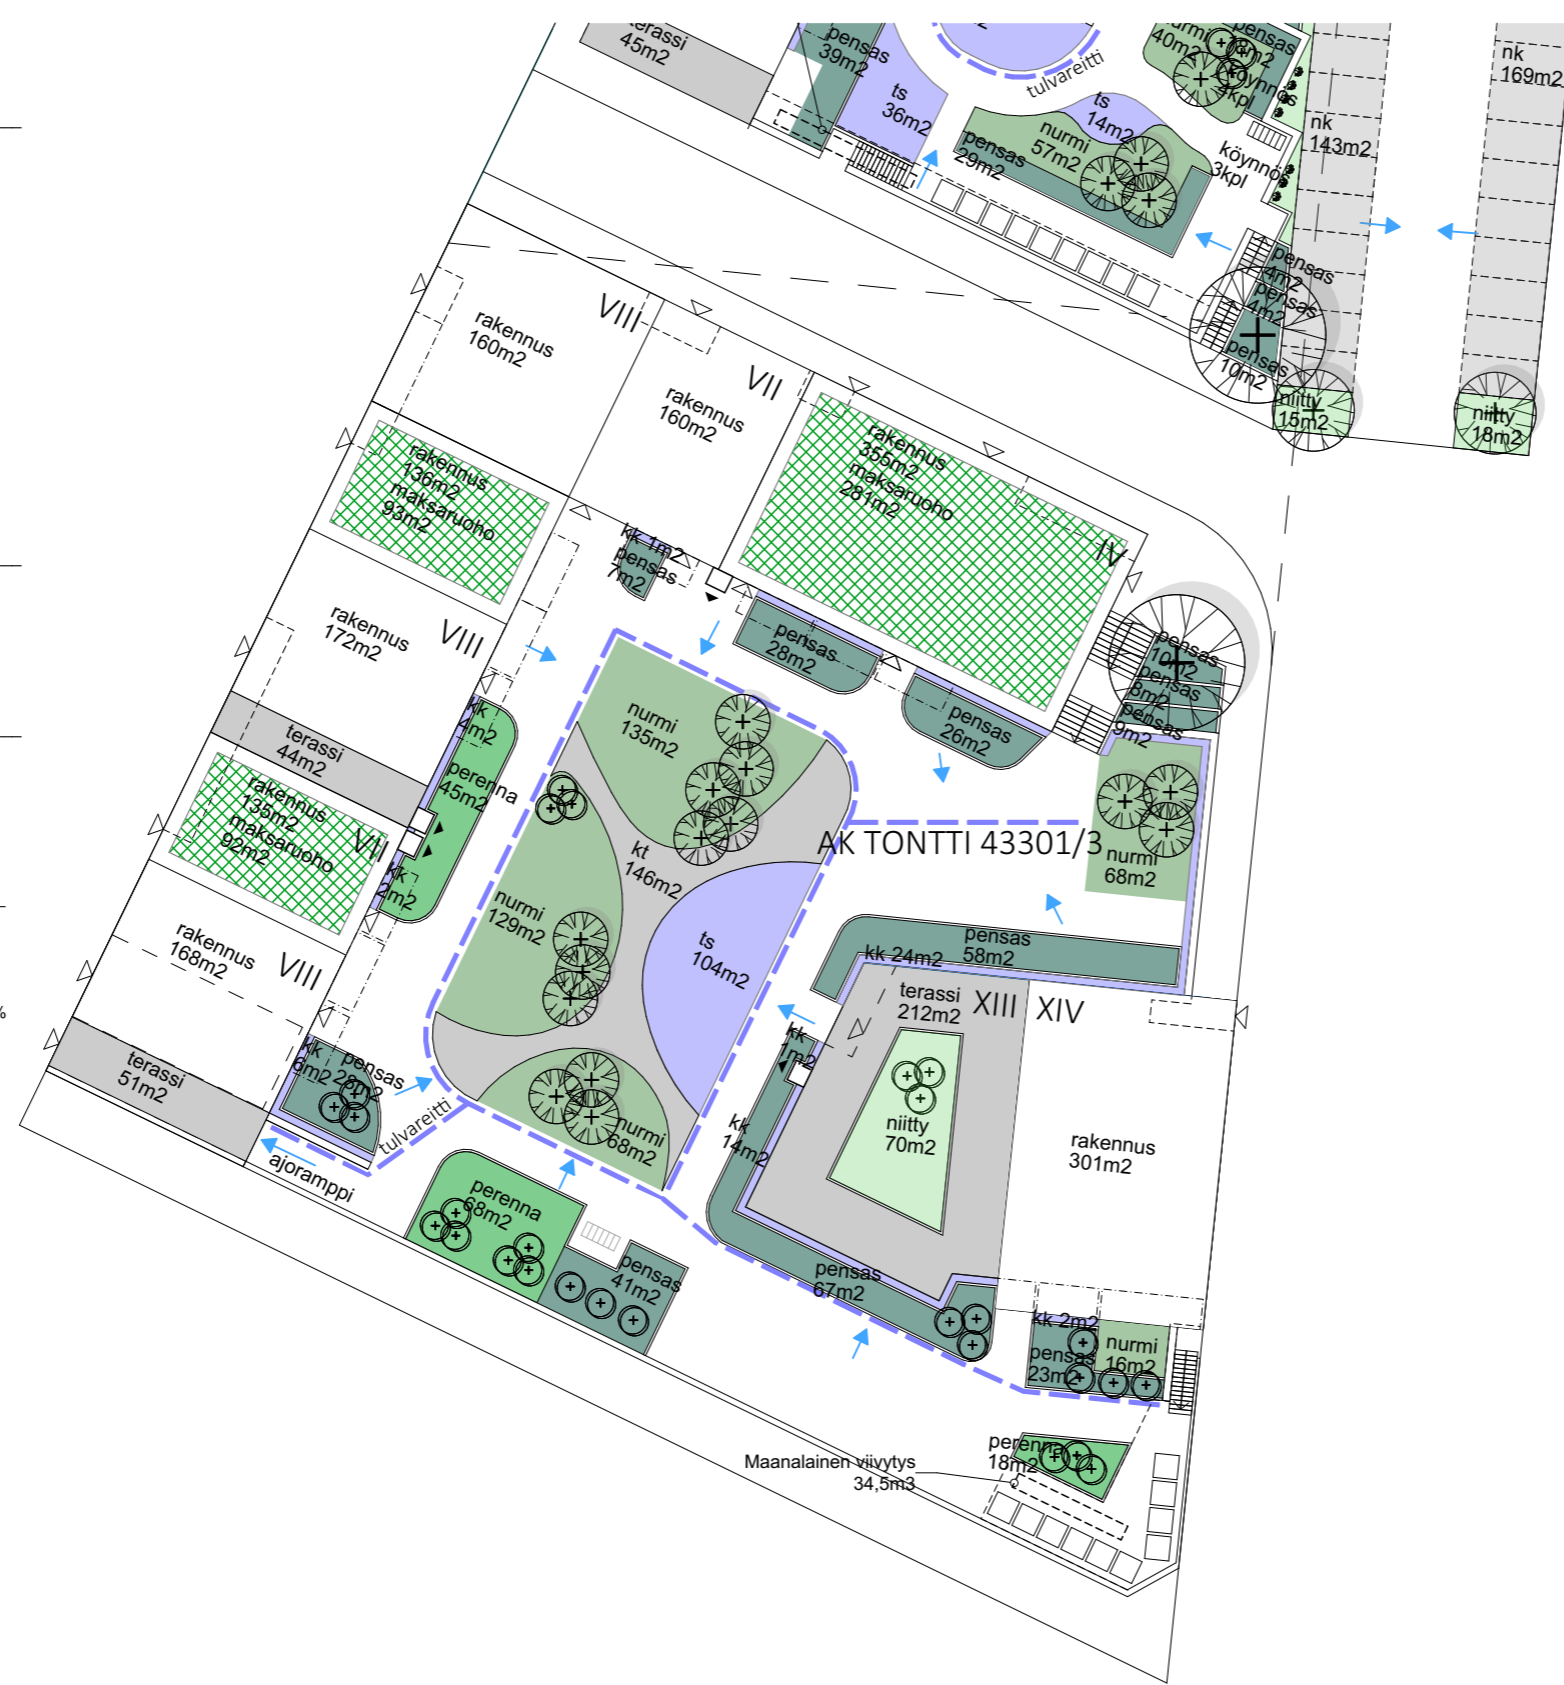 terassi
45m2
pensas
39m2
ts
36m2
tulvareitti
ts
14m2
nurmi
57m2
pensas
29m2
nurmi
40m2
pensas
köynnös
köynnös
3kpl
nk
143m2
nk
169m2
pensas
4m2
pensas
4m2
pensas
10m2
niitty
15m2
niitty
18m2
rakennus
160m2
VIII
rakennus
160m2
VII
rakennus
355m2
maksaruoho
281m2
IV
rakennus
136m2
maksaruoho
93m2
kk 1m2
pensas
7m2
rakennus
172m2
VIII
pensas
28m2
pensas
26m2
pensas
10m2
pensas
8m2
pensas
9m2
kk
4m2
perenna
45m2
kk
2m2
terassi
44m2
rakennus
135m2
maksaruoho
92m2
VII
nurmi
135m2
kt
146m2
AK TONTTI 43301/3
nurmi
68m2
nurmi
129m2
ts
104m2
rakennus
168m2
VIII
%
pensas
58m2
kk 24m2
terassi
212m2
XIII
XIV
kk
1m2
kk
6m2
pensas
28m2
terassi
51m2
tulvareitti
ajoramppi
nurmi
68m2
kk
14m2
niitty
70m2
rakennus
301m2
perenna
68m2
pensas
41m2
pensas
67m2
kk 2m2
pensas
23m2
nurmi
16m2
perenna
18m2
Maanalainen viivytys
34,5m3